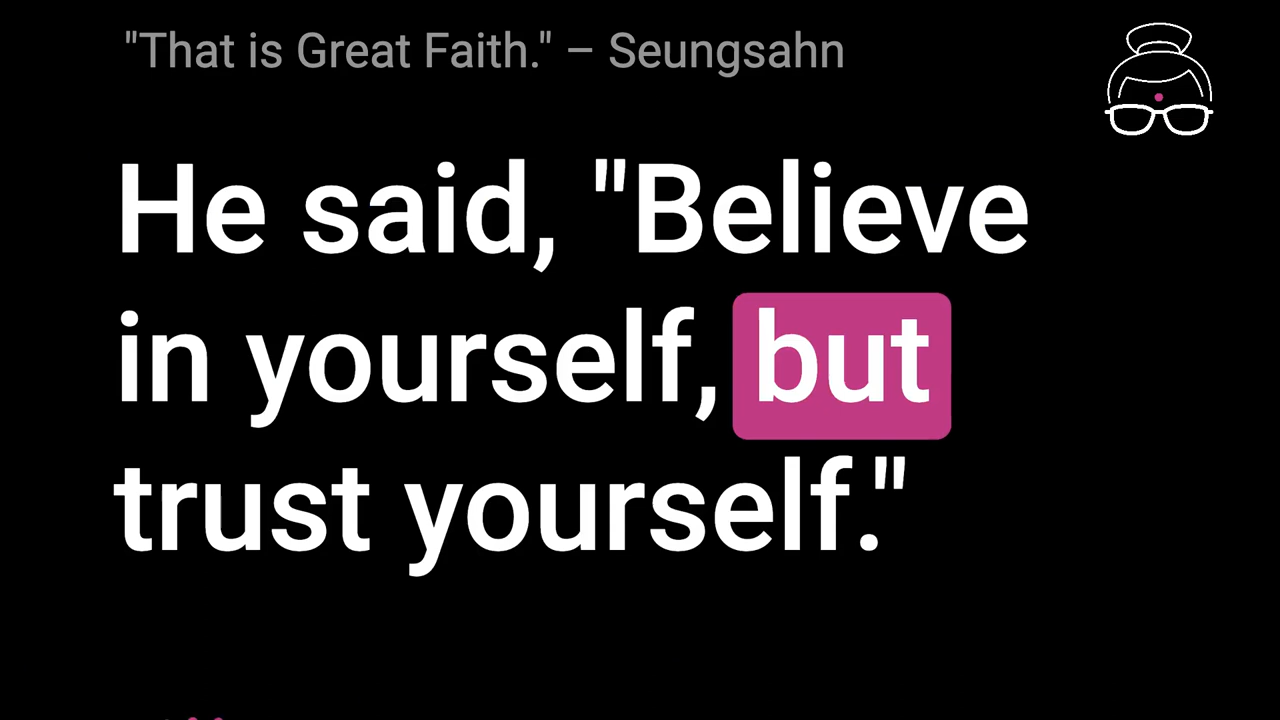 "That is Great Faith." – Seungsahn
He said, "Believe
in yourself, but
trust yourself."